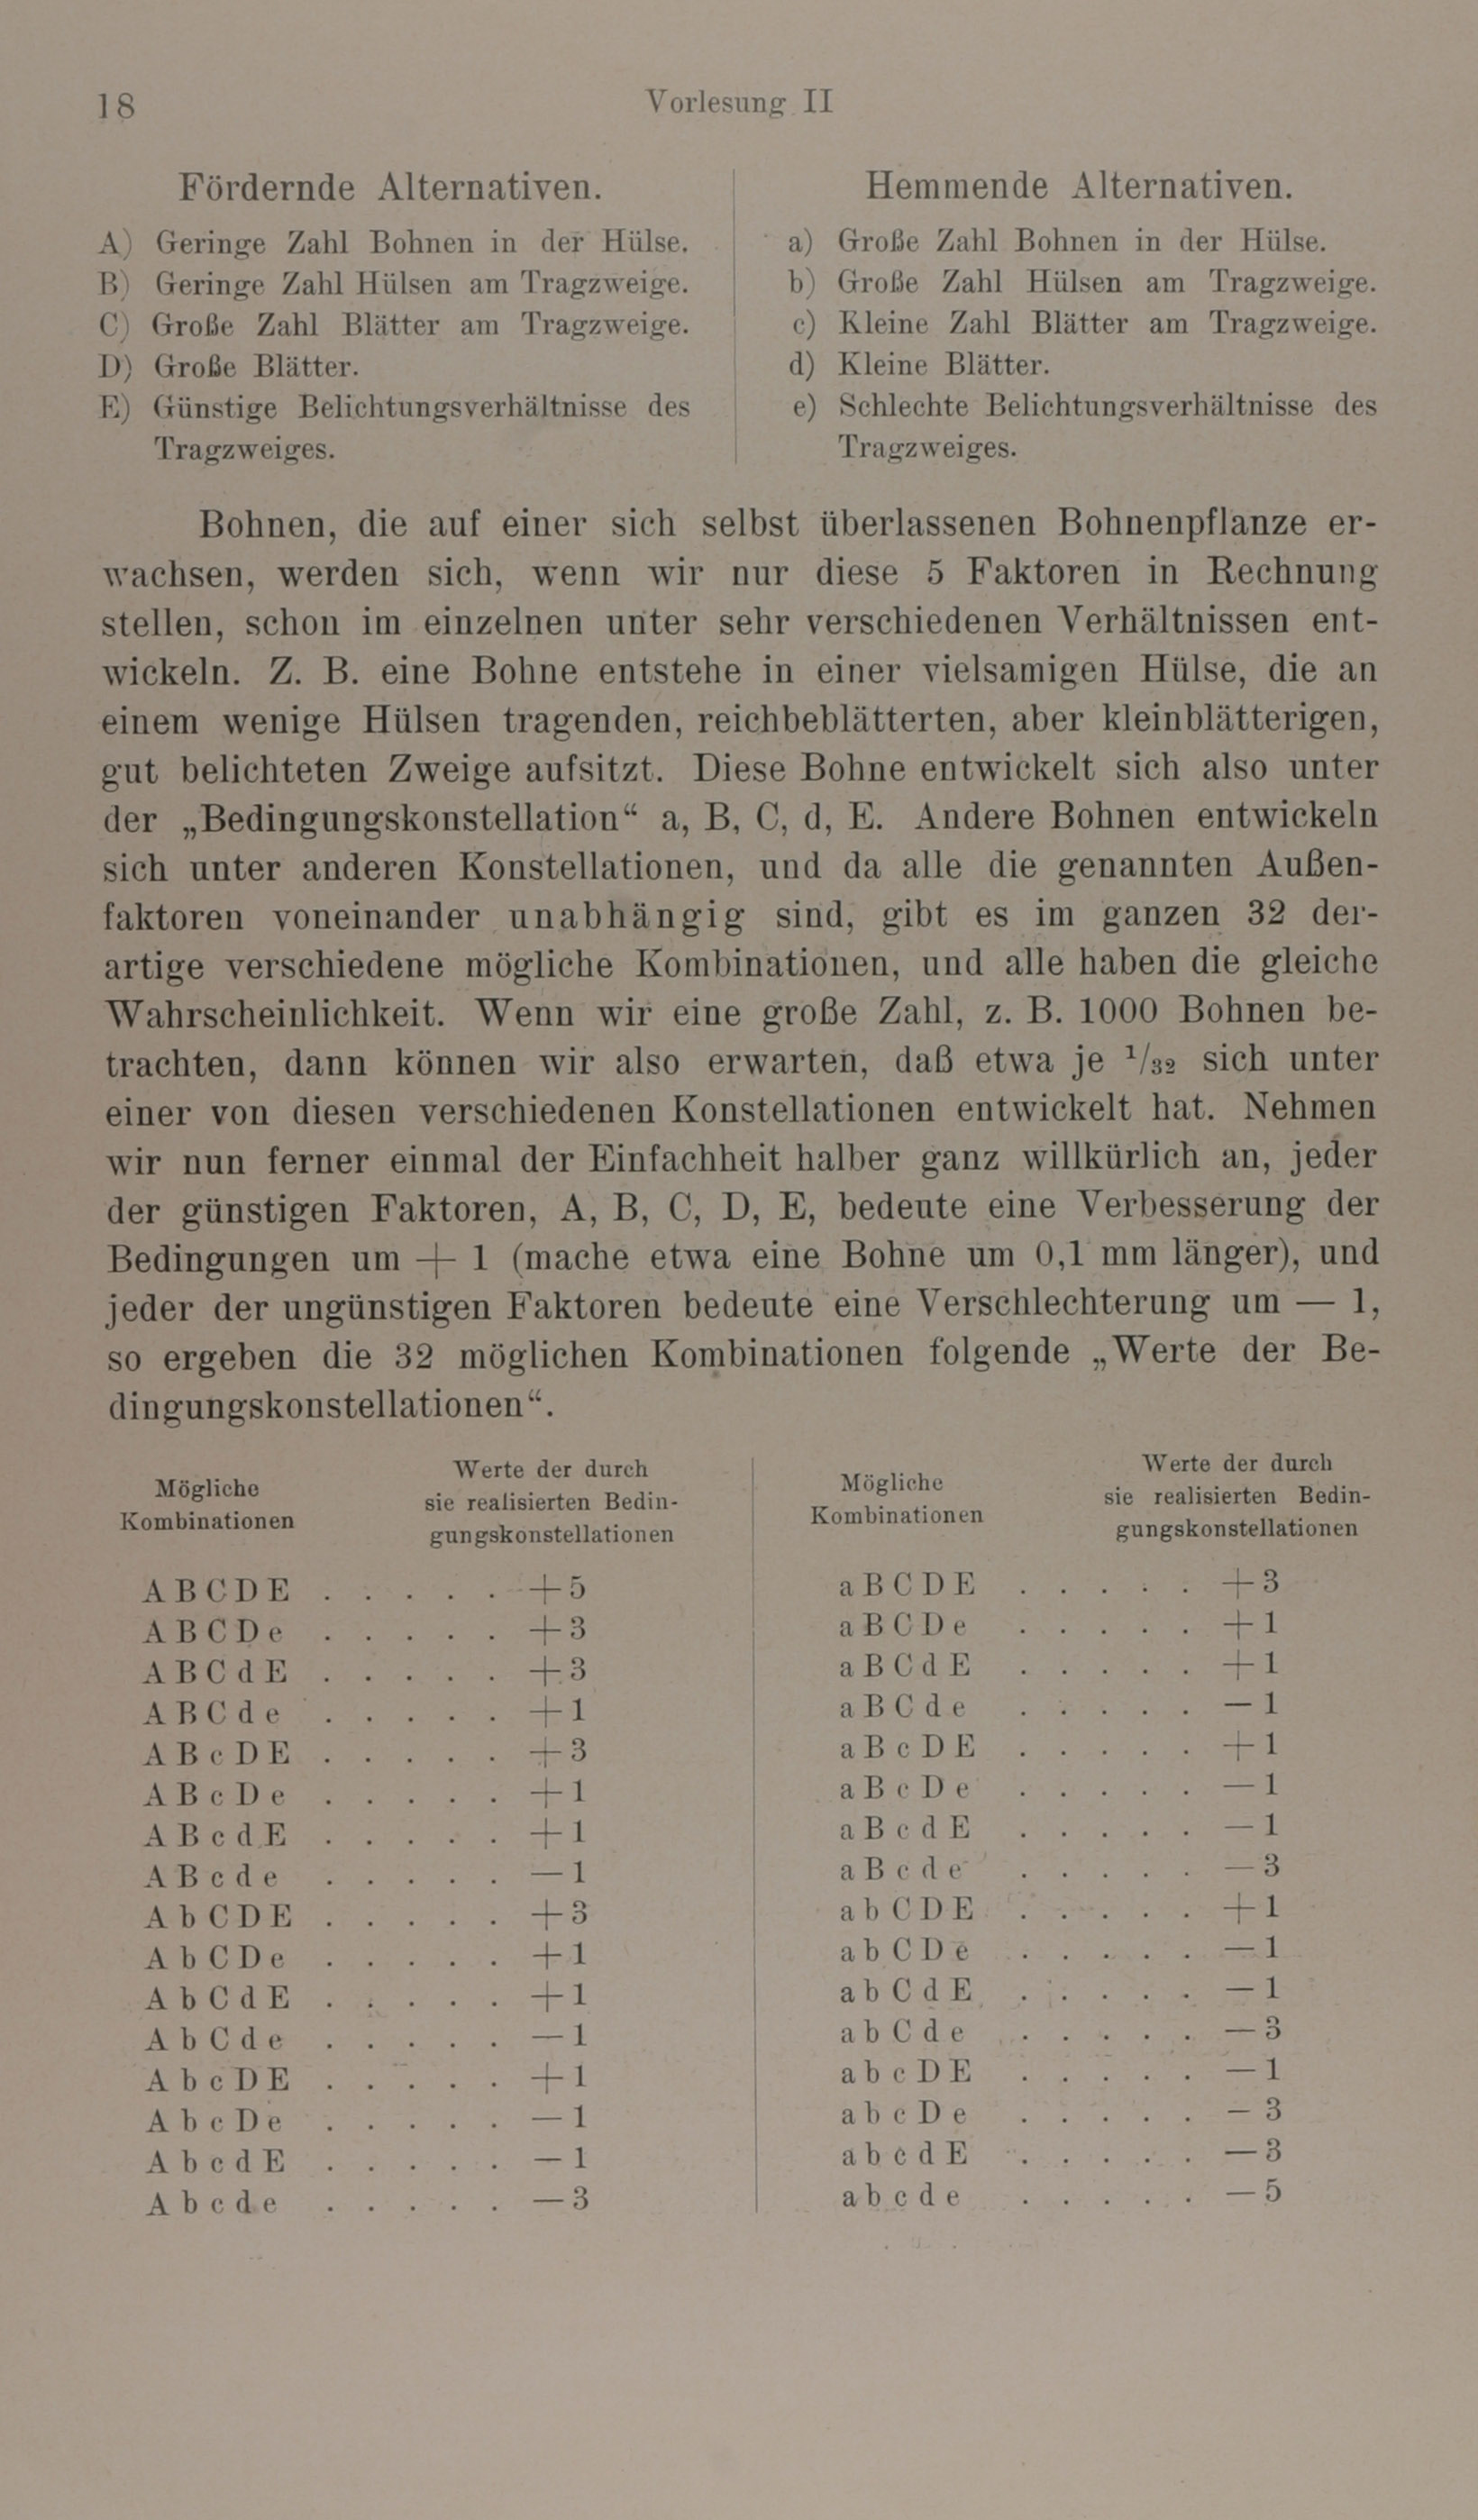 18
Vorlesung II
Fördernde Alternativen.
A) Geringe Zahl Bohnen in der Hülse.
B) Geringe Zahl Hülsen am Tragzweige.
C) Große Zahl Blätter am Tragzweige.
D) Große Blätter.
E) Günstige Belichtungsverhältnisse des
Tragzweiges.
Hemmende Alternativen.
a) Große Zahl Bohnen in der Hülse.
b) Große Zahl Hülsen am Tragzweige.
c) Kleine Zahl Blätter am Tragzweige.
d) Kleine Blätter.
e) Schlechte Belichtungsverhältnisse des
Tragzweiges.
Bohnen, die auf einer sich selbst überlassenen Bohnenpflanze er-
wachsen, werden sich, wenn wir nur diese 5 Faktoren in Rechnung
stellen, schon im einzelnen unter sehr verschiedenen Verhältnissen ent-
wickeln. Z. B. eine Bohne entstehe in einer vielsamigen Hülse, die an
einem wenige Hülsen tragenden, reichbeblätterten, aber kleinblätterigen,
gut belichteten Zweige aufsitzt. Diese Bohne entwickelt sich also unter
der „Bedingungskonstellation“ a, B, C, d, E. Andere Bohnen entwickeln
sich unter anderen Konstellationen, und da alle die genannten Außen-
faktoren voneinander unabhängig sind, gibt es im ganzen 32 der-
artige verschiedene mögliche Kombinationen, und alle haben die gleiche
Wahrscheinlichkeit. Wenn wir eine große Zahl, z. B. 1000 Bohnen be-
trachten, dann können wir also erwarten, daß etwa je 1/32 sich unter
einer von diesen verschiedenen Konstellationen entwickelt hat. Nehmen
wir nun ferner einmal der Einfachheit halber ganz willkürlich an, jeder
der günstigen Faktoren, A, B, C, D, E, bedeute eine Verbesserung der
Bedingungen um + 1 (mache etwa eine Bohne um 0,1 mm länger), und
jeder der ungünstigen Faktoren bedeute eine Verschlechterung um — 1,
so ergeben die 32 möglichen Kombinationen folgende „Werte der Be-
dingungskonstellationen“.
Mögliche
Kombinationen
Werte der durch
sie realisierten Bedin-
gungskonstellationen
A B C D E . . . . . +5
A B C D e . . . . . +3
A B C d E . . . . . +3
A B C d e . . . . . +1
A B c D E . . . . . +3
A B c D e . . . . . +1
A B c d E . . . . . +1
A B c d e . . . . . —1
A b C D E . . . . . +3
A b C D e . . . . . +1
A b C d E . . . . . +1
A b C d e . . . . . —1
A b c D E . . . . . +1
A b c D e . . . . . —1
A b c d E . . . . . —1
A b c d e . . . . . —3
Mögliche
Kombinationen
Werte der durch
sie realisierten Bedin-
gungskonstellationen
a B C D E . . . . . +3
a B C D e . . . . . +1
a B C d E . . . . . +1
a B C d e . . . . . —1
a B c D E . . . . . +1
a B c D e . . . . . —1
a B c d E . . . . . —1
a B c d e . . . . . —3
a b C D E . . . . . +1
a b C D e . . . . . —1
a b C d E . . . . . —1
a b C d e . . . . . —3
a b c D E . . . . . —1
a b c D e . . . . . —3
a b c d E . . . . . —3
a b c d e . . . . . —5